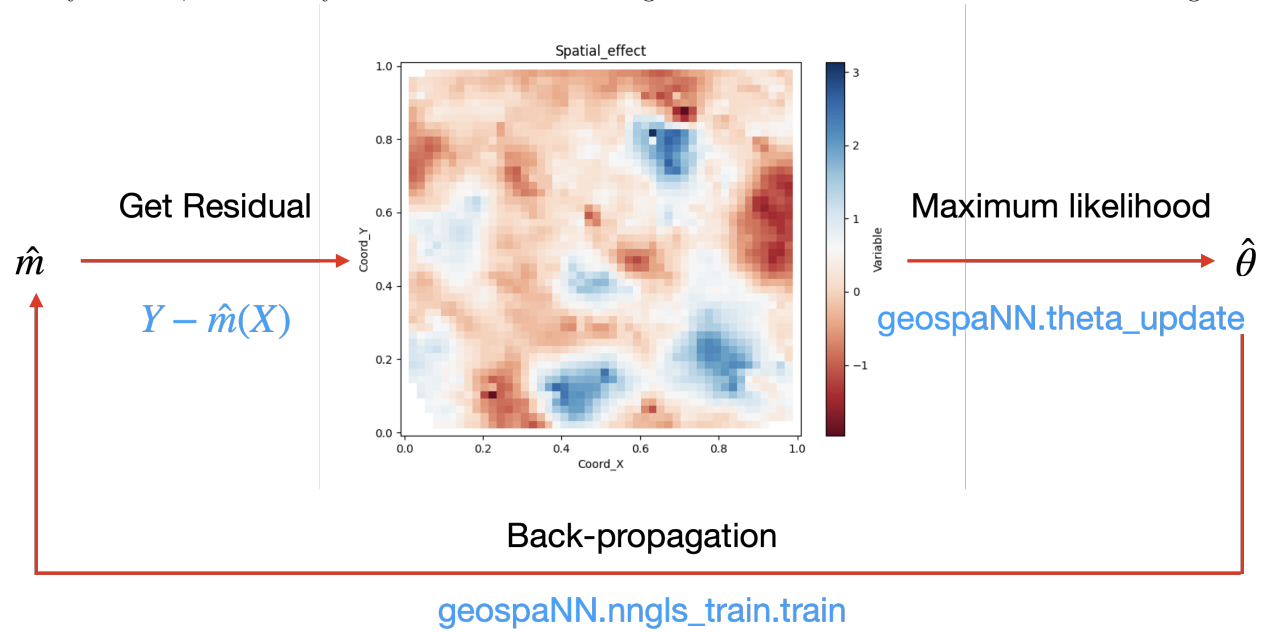 Spatial_effect
Get Residual
Maximum likelihood
m̂
θ̂
Y − m̂(X)
geospaNN.theta_update
Coord_Y
1.0
0.8
0.6
0.4
0.2
0.0
0.0 0.2 0.4 0.6 0.8 1.0
Coord_X
3
2
1
0
−1
Variable
Back-propagation
geospaNN.nngls_train.train